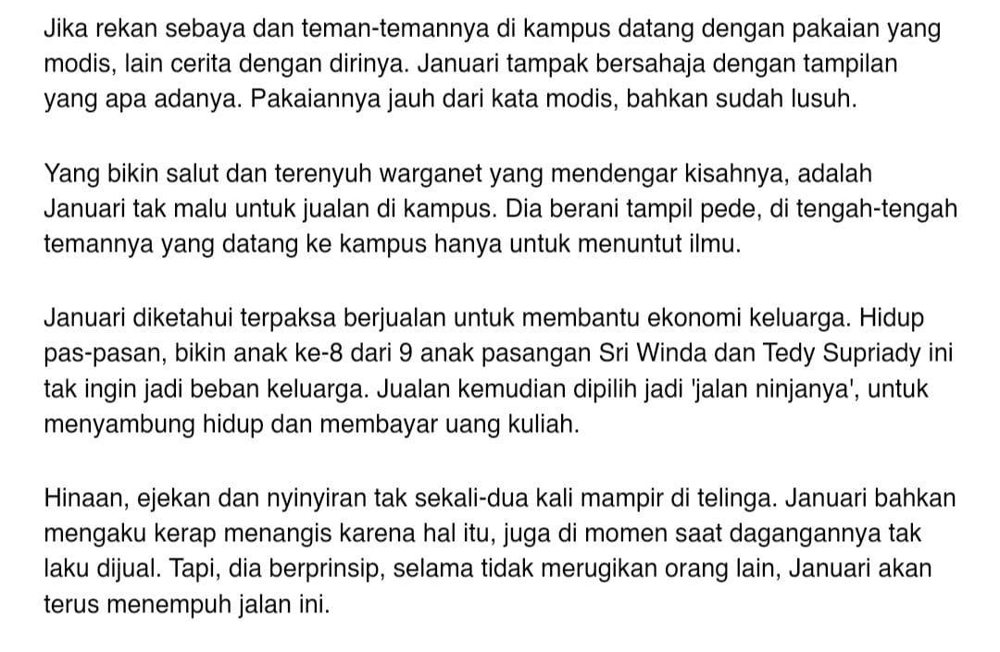 Jika rekan sebaya dan teman-temannya di kampus datang dengan pakaian yang
modis, lain cerita dengan dirinya. Januari tampak bersahaja dengan tampilan
yang apa adanya. Pakaiannya jauh dari kata modis, bahkan sudah lusuh.
Yang bikin salut dan terenyuh warganet yang mendengar kisahnya, adalah
Januari tak malu untuk jualan di kampus. Dia berani tampil pede, di tengah-tengah
temannya yang datang ke kampus hanya untuk menuntut ilmu.
Januari diketahui terpaksa berjualan untuk membantu ekonomi keluarga. Hidup
pas-pasan, bikin anak ke-8 dari 9 anak pasangan Sri Winda dan Tedy Supriady ini
tak ingin jadi beban keluarga. Jualan kemudian dipilih jadi 'jalan ninjanya', untuk
menyambung hidup dan membayar uang kuliah.
Hinaan, ejekan dan nyinyiran tak sekali-dua kali mampir di telinga. Januari bahkan
mengaku kerap menangis karena hal itu, juga di momen saat dagangannya tak
laku dijual. Tapi, dia berprinsip, selama tidak merugikan orang lain, Januari akan
terus menempuh jalan ini.